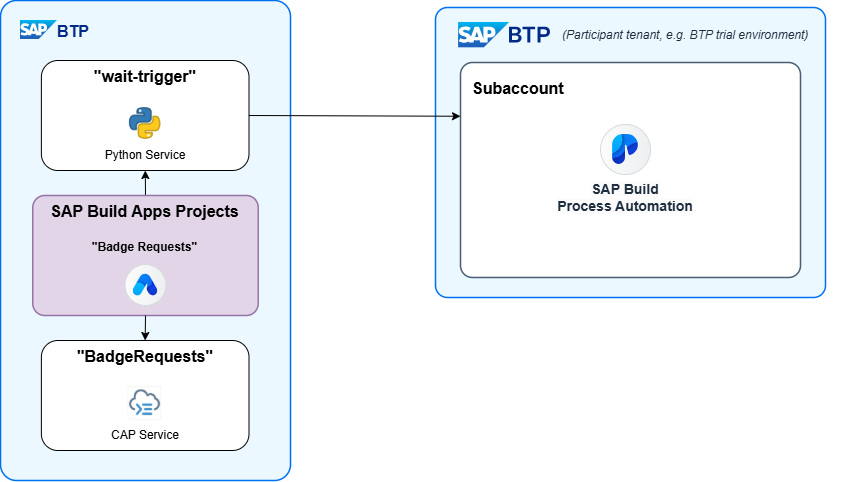 SAP BTP
"wait-trigger"
Python Service
SAP Build Apps Projects
"Badge Requests"
"BadgeRequests"
CAP Service
SAP BTP (Participant tenant, e.g. BTP trial environment)
Subaccount
SAP Build
Process Automation